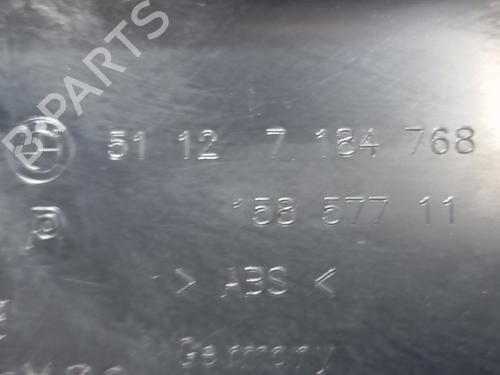 B-PARTS
51 12 7 184 768
158 577 11
> ABS <
Germany